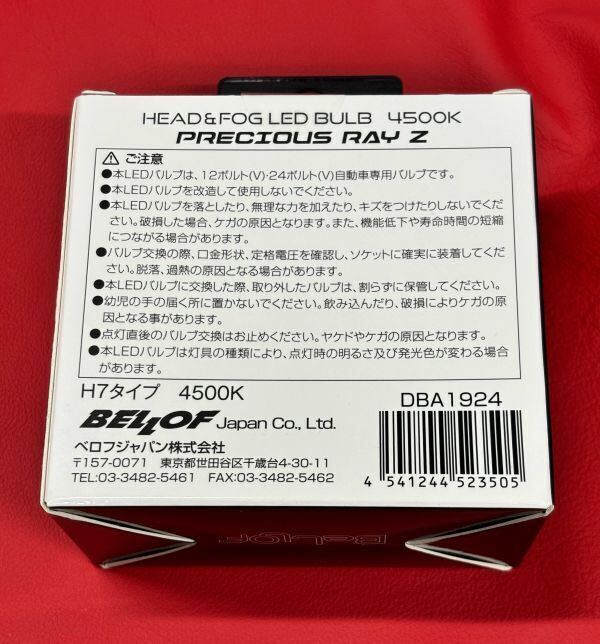 HEAD&FOG LED BULB 4500K
PRECIOUS RAY Z
⚠ ご注意
●本LEDバルブは、12ボルト(V)・24ボルト(V)自動車専用バルブです。
●本LEDバルブを改造して使用しないでください。
●本LEDバルブを落としたり、無理な力を加えたり、キズをつけたりしないでくだ
さい。破損した場合、ケガの原因となります。また、機能低下や寿命時間の短縮
につながる場合があります。
●バルブ交換の際、口金形状、定格電圧を確認し、ソケットに確実に装着してくだ
さい。脱落、過熱の原因となる場合があります。
●本LEDバルブに交換した際、取り外したバルブは、割らずに保管してください。
●幼児の手の届く所に置かないでください。飲み込んだり、破損によりケガの原
因となる事があります。
●点灯直後のバルブ交換はお止めください。ヤケドやケガの原因となります。
●本LEDバルブは灯具の種類により、点灯時の明るさ及び発光色が変わる場合
があります。
H7タイプ 4500K
DBA1924
BELLOF Japan Co., Ltd.
ベロフジャパン株式会社
〒157-0071 東京都世田谷区千歳台4-30-11
TEL:03-3482-5461 FAX:03-3482-5462
4 541244 523505
BELLOF